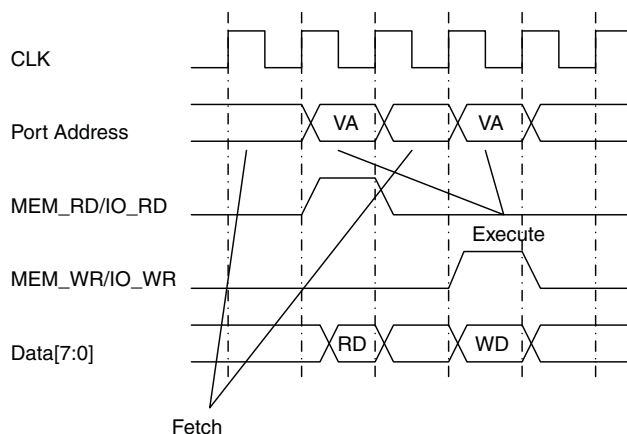 CLK
Port Address
VA
VA
MEM_RD/IO_RD
Execute
MEM_WR/IO_WR
Data[7:0]
RD
WD
Fetch